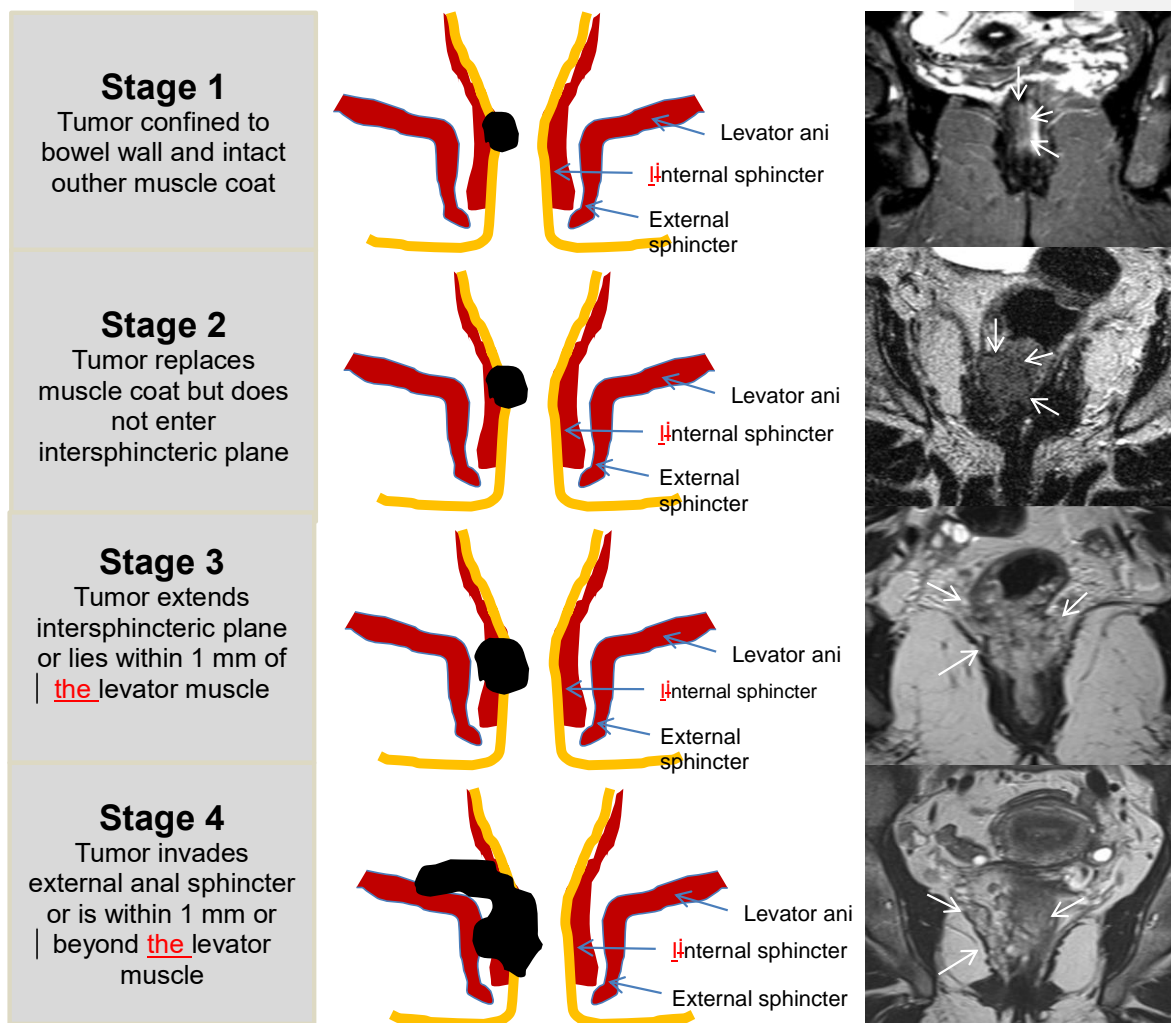 Stage 1
Tumor confined to
bowel wall and intact
outher muscle coat
Levator ani
Iinternal sphincter
External
sphincter
Stage 2
Tumor replaces
muscle coat but does
not enter
intersphincteric plane
Levator ani
Iinternal sphincter
External
sphincter
Stage 3
Tumor extends
intersphincteric plane
or lies within 1 mm of
the levator muscle
Levator ani
Iinternal sphincter
External
sphincter
Stage 4
Tumor invades
external anal sphincter
or is within 1 mm or
beyond the levator
muscle
Levator ani
Iinternal sphincter
External sphincter